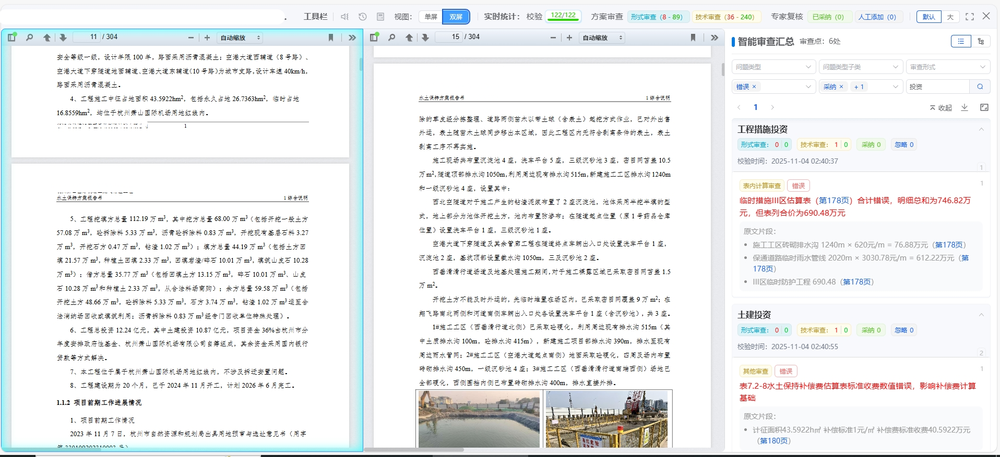 工具栏
视图：
单屏
双屏
实时统计：
校验
122/122
方案审查
形式审查（8 - 89）
技术审查（36 - 240）
专家复核
已采纳（0）
人工添加（0）
默认
大
11 / 304
自动缩放
安全等级一级，设计年限 100 年，路面采用沥青混凝土；空港大道西辅道（8 号路）、
空港大道下穿隧道地面辅道、空港大道东辅道（10 号路）为城市支路，设计车速 40km/h，
路面采用沥青混凝土。
4、工程施工中征占地面积 43.5922hm²，包括永久占地 26.7363hm²，临时占地
16.8559hm²，均位于杭州萧山国际机场用地红线内。
1
水土保持方案报告书
1 综合说明
5、工程挖填方总量 112.19 万 m³，其中挖方总量 68.00 万 m³（包括开挖一般土方
57.08 万 m³，砼拆除料 5.33 万 m³，沥青砼拆除料 0.83 万 m³，开挖现有基层石料 3.27
万 m³，开挖石方 0.47 万 m³，钻渣 1.02 万 m³）；填方总量 44.19 万 m³（包括土方回
填 21.57 万 m³，种植土回填 2.33 万 m³，回填宕渣/碎石 10.01 万 m³，填筑山皮石 10.28
万 m³）；借方总量 35.77 万 m³（包括回填土方 13.15 万 m³，碎石 10.01 万 m³、山皮
石 10.28 万 m³和种植土 2.33 万 m³，从合法料场商购）；余方总量 59.58 万 m³（包括
开挖土方 48.66 万 m³，砼拆除料 5.33 万 m³，石方 3.74 万 m³，钻渣 1.02 万 m³运至合
法消纳场回收或填筑利用；沥青拆除料 0.83 万 m³经专门回收单位特殊处理）。
6、工程总投资 12.24 亿元，其中土建投资 10.87 亿元，项目资金 36%由杭州市分
年度安排政府性基金、杭州萧山国际机场有限公司自筹组成，其余资金采用国内银行
贷款等方式解决。
7、本工程位于属于杭州萧山国际机场用地红线内，不涉及拆迁安置问题。
8、工程建设期为 20 个月，已于 2024 年 11 月开工，计划 2026 年 6 月完工。
1.1.2 项目前期工作进展情况
1、项目前期工作情况
2023 年 11 月 7 日，杭州市自然资源和规划局出具用地预审与选址意见书（用字
第 330100202310003 号）
15 / 304
自动缩放
水土保持方案报告书
1 综合说明
除的草皮经分拣整理、道路两侧苗木以带土球（含表土）起挖方式作业，已对外出售
外运，表土随苗木土球同步移出本区域，因此工程区内无符合剥离条件的表土，表土
剥离工序不再实施。
施工现场共布置沉淀池 4 座，洗车平台 5 座，三级沉砂池 3 座，密目网苫盖 10.5
万 m²，隧道顶部排水沟 1050m，利用周边现有排水沟 515m，新建施工工区排水沟 1240m
和一级沉砂池 4 座，设置其中：
西北空隧道对于施工产生的钻渣泥浆布置了 2 座沉淀池，池体采用半挖半填的型
式，地上部分为池体开挖土方，池内布置防渗布；在隧道起点位置（原 1 号药品仓库
位置）设置洗车平台 1 座，三级沉砂池 1 座。
空港大道下穿隧道及其余管廊工程在隧道终点车辆出入口处设置洗车平台 1 座，
沉淀池 2 座，基坑顶部设置截水沟 1050m，三及沉砂池 2 座。
西垂滑滑行道场道及地基处理施工期间，对于施工裸露区域已采取密目网苫盖 1.5
万 m²。
开挖土方不能及时外运的，先临时堆置在场区内，已采取密目网覆盖 9 万 m²；在
翔飞路南北两侧和河道南侧车辆出入口处各设置洗车平台 1 座（含沉砂池），共 3 座。
1#施工工区（西垂滑行道北侧）已采取砼硬化，利用周边现有排水沟 515m（其
中土质排水沟 100m，砼排水沟 415m），新建施工项目部排水沟 390m，排水至现有
周边雨水管网；2#施工工区（空港大道起点南侧）地面采取砼硬化，四周及场内布置
砖砌排水沟 450m，一级沉砂池 4 座；3#施工工区（西垂滑滑行道南端西侧）场地已
全部硬化，西侧围挡内侧已布置砖砌排水沟 400m，排水直接外排。
智能审查汇总
审查点：6处
问题类型
问题类型子类
审查形式
错误 ×
采纳 ×
+ 1
投资
1
收起
工程措施投资
形式审查： 0 | 0
技术审查： 1 | 0
采纳 0
忽略 0
校验时间：2025-11-04 02:40:37
1
表内计算审查
错误
1
临时措施III区估算表（第178页）合计错误，明细总和为746.82万
元，但表列合价为690.48万元
原文片段：
施工工区砖砌排水沟 1240m × 620元/m = 76.88万元（第178页）
保通道路临时雨水管线 2020m × 3030.78元/m = 612.22万元（第
178页）
III区临时防护工程 690.48（第178页）
土建投资
形式审查： 0 | 0
技术审查： 1 | 0
采纳 0
忽略 0
校验时间：2025-11-04 02:40:55
2
其他审查
错误
1
表7.2-8水土保持补偿费估算表标准收费数值错误，影响补偿费计算
基础
原文片段：
计征面积43.5922h㎡ 补偿标准1元/㎡ 补偿费标准收费40.5922万元
（第180页）